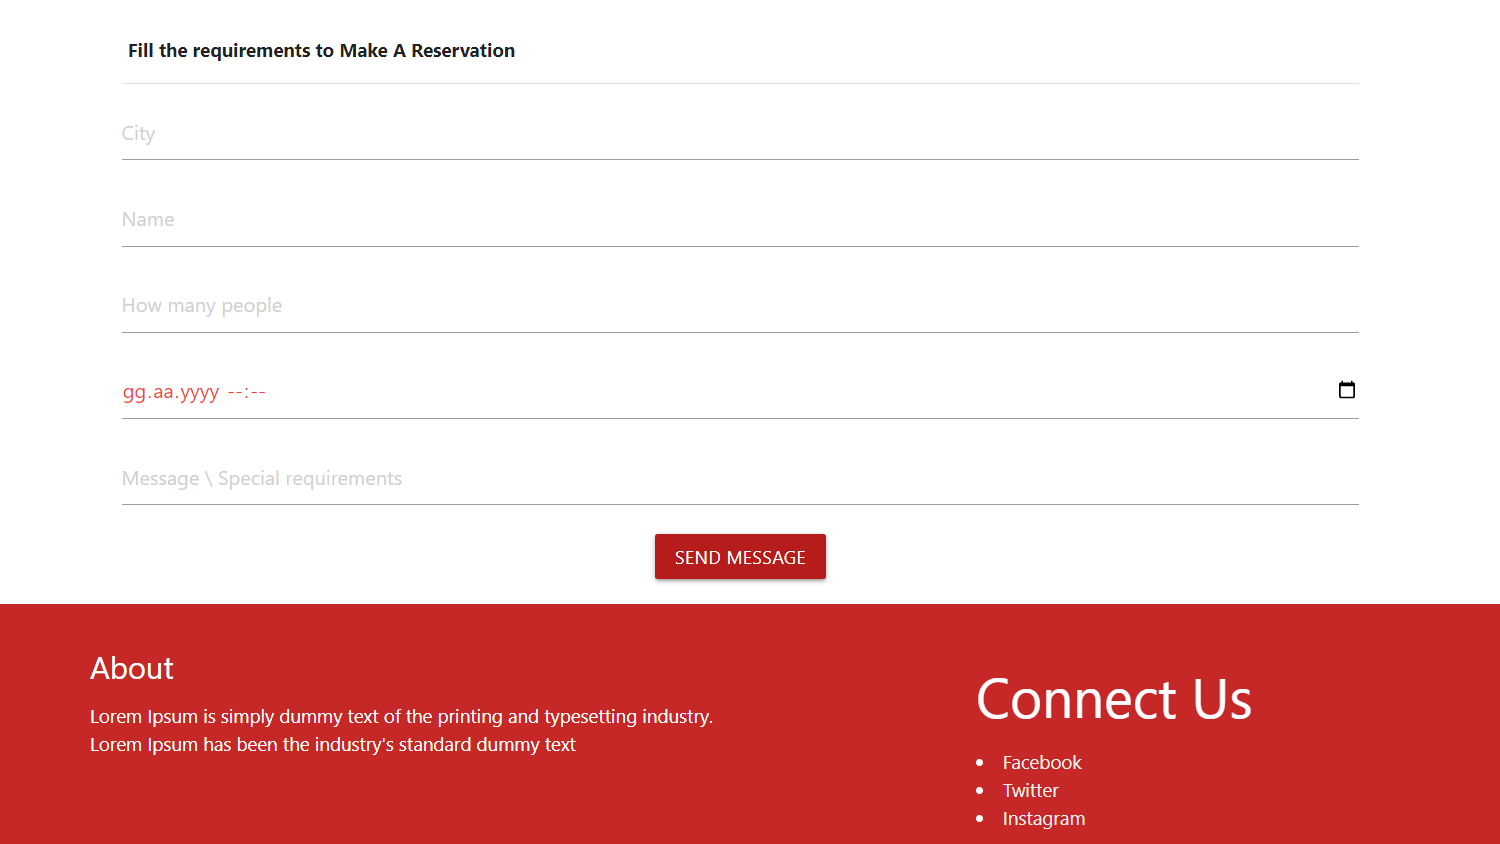 Fill the requirements to Make A Reservation
City
Name
How many people
gg.aa.yyyy --:--
Message \ Special requirements
SEND MESSAGE
About
Lorem Ipsum is simply dummy text of the printing and typesetting industry.
Lorem Ipsum has been the industry's standard dummy text
Connect Us
Facebook
Twitter
Instagram